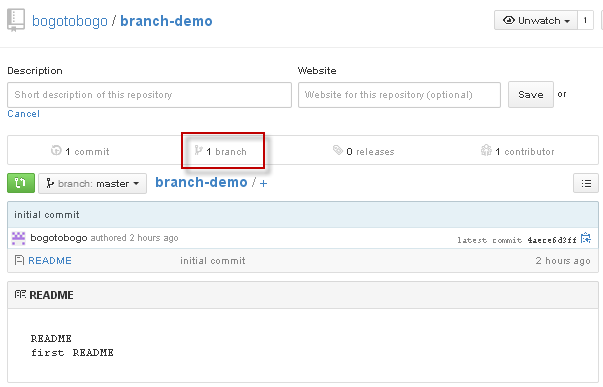 bogotobogo / branch-demo
Unwatch 1
Description
Website
Short description of this repository
Website for this repository (optional)
Save or
Cancel
1 commit
1 branch
0 releases
1 contributor
branch: master
branch-demo / +
initial commit
bogotobogo authored 2 hours ago
latest commit 4aece6d3ff
README
initial commit
2 hours ago
README
README
first README